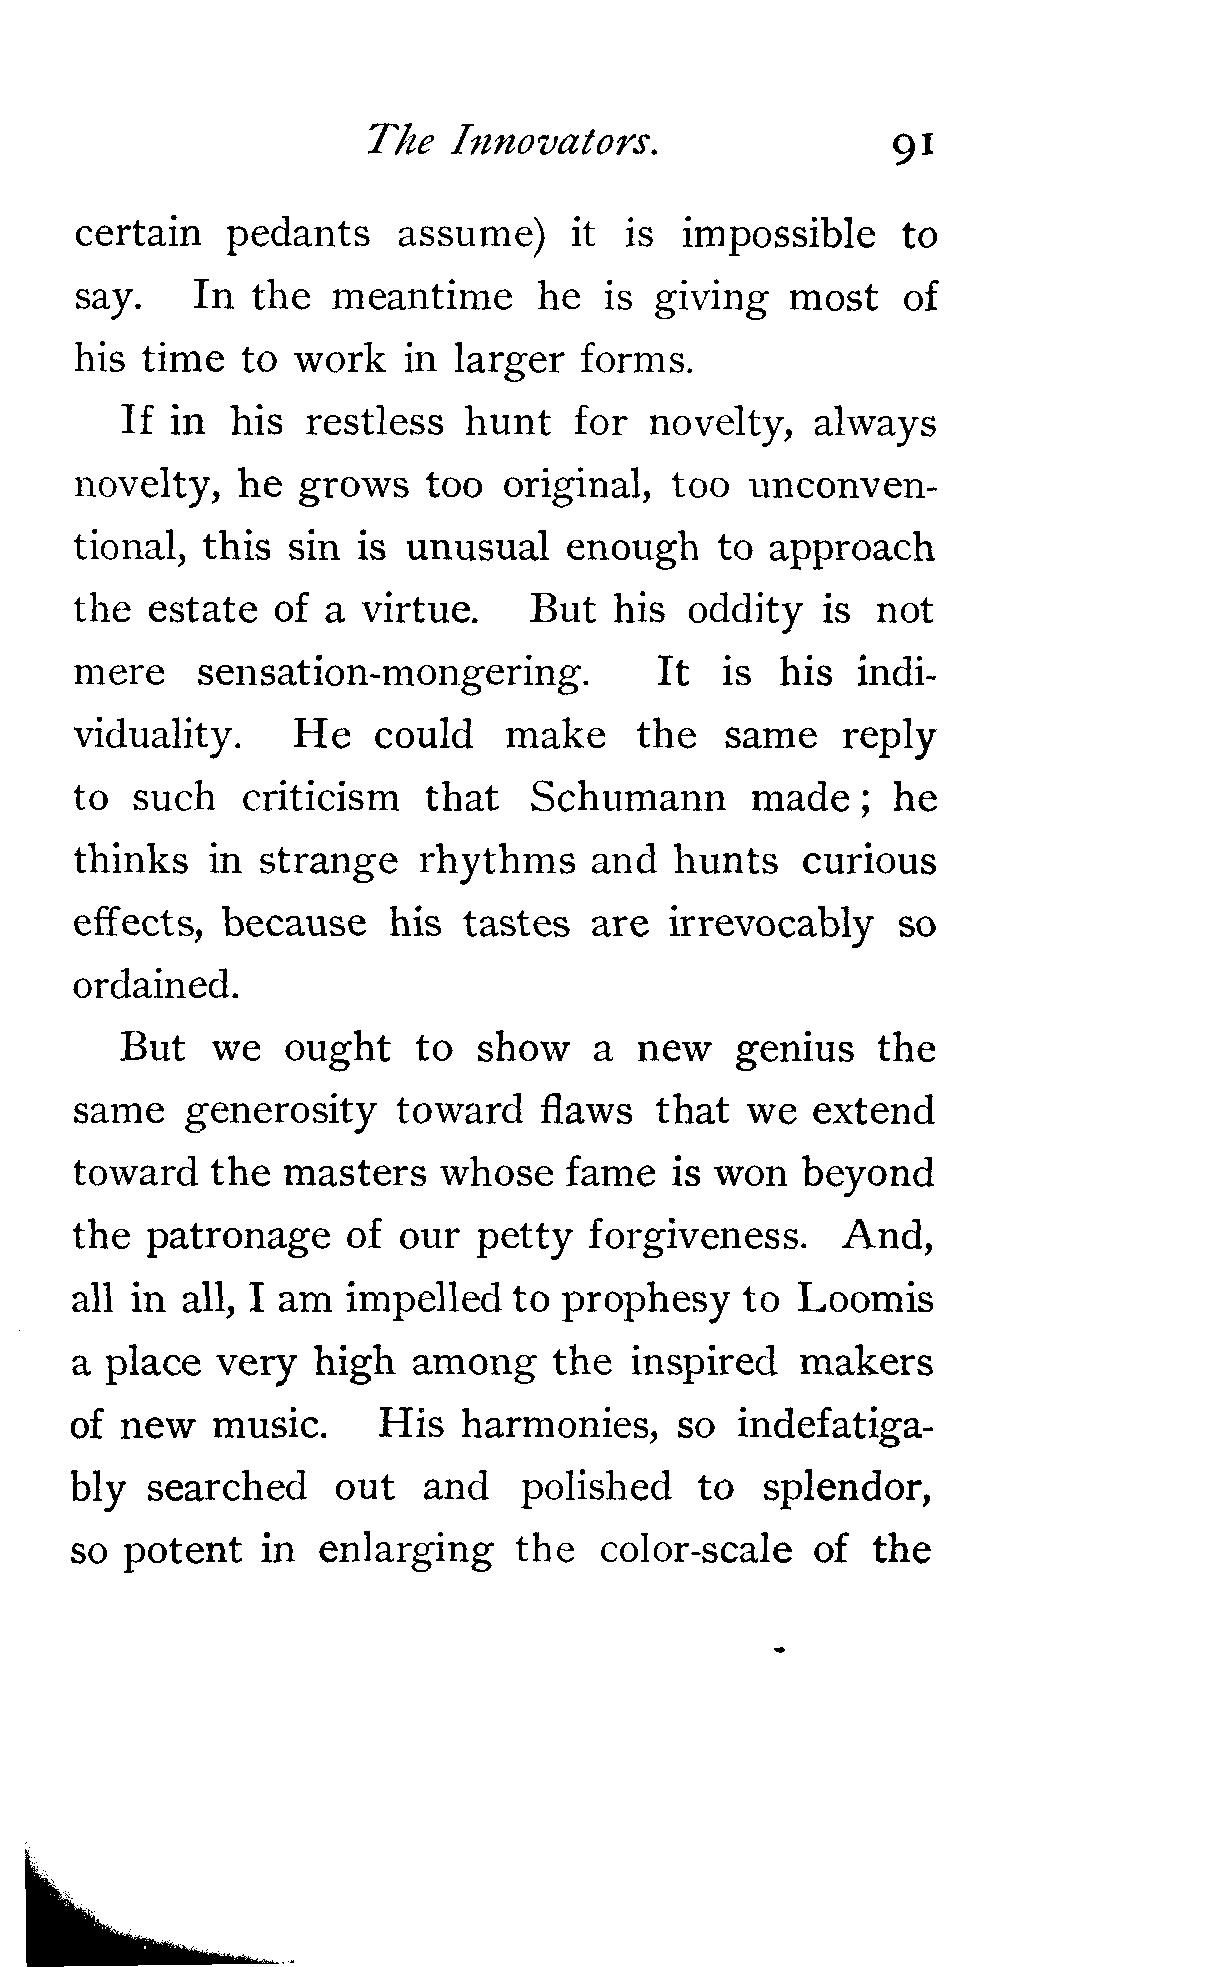 The Innovators. 91
certain pedants assume) it is impossible to
say. In the meantime he is giving most of
his time to work in larger forms.
If in his restless hunt for novelty, always
novelty, he grows too original, too unconven-
tional, this sin is unusual enough to approach
the estate of a virtue. But his oddity is not
mere sensation-mongering. It is his indi-
viduality. He could make the same reply
to such criticism that Schumann made ; he
thinks in strange rhythms and hunts curious
effects, because his tastes are irrevocably so
ordained.
But we ought to show a new genius the
same generosity toward flaws that we extend
toward the masters whose fame is won beyond
the patronage of our petty forgiveness. And,
all in all, I am impelled to prophesy to Loomis
a place very high among the inspired makers
of new music. His harmonies, so indefatiga-
bly searched out and polished to splendor,
so potent in enlarging the color-scale of the